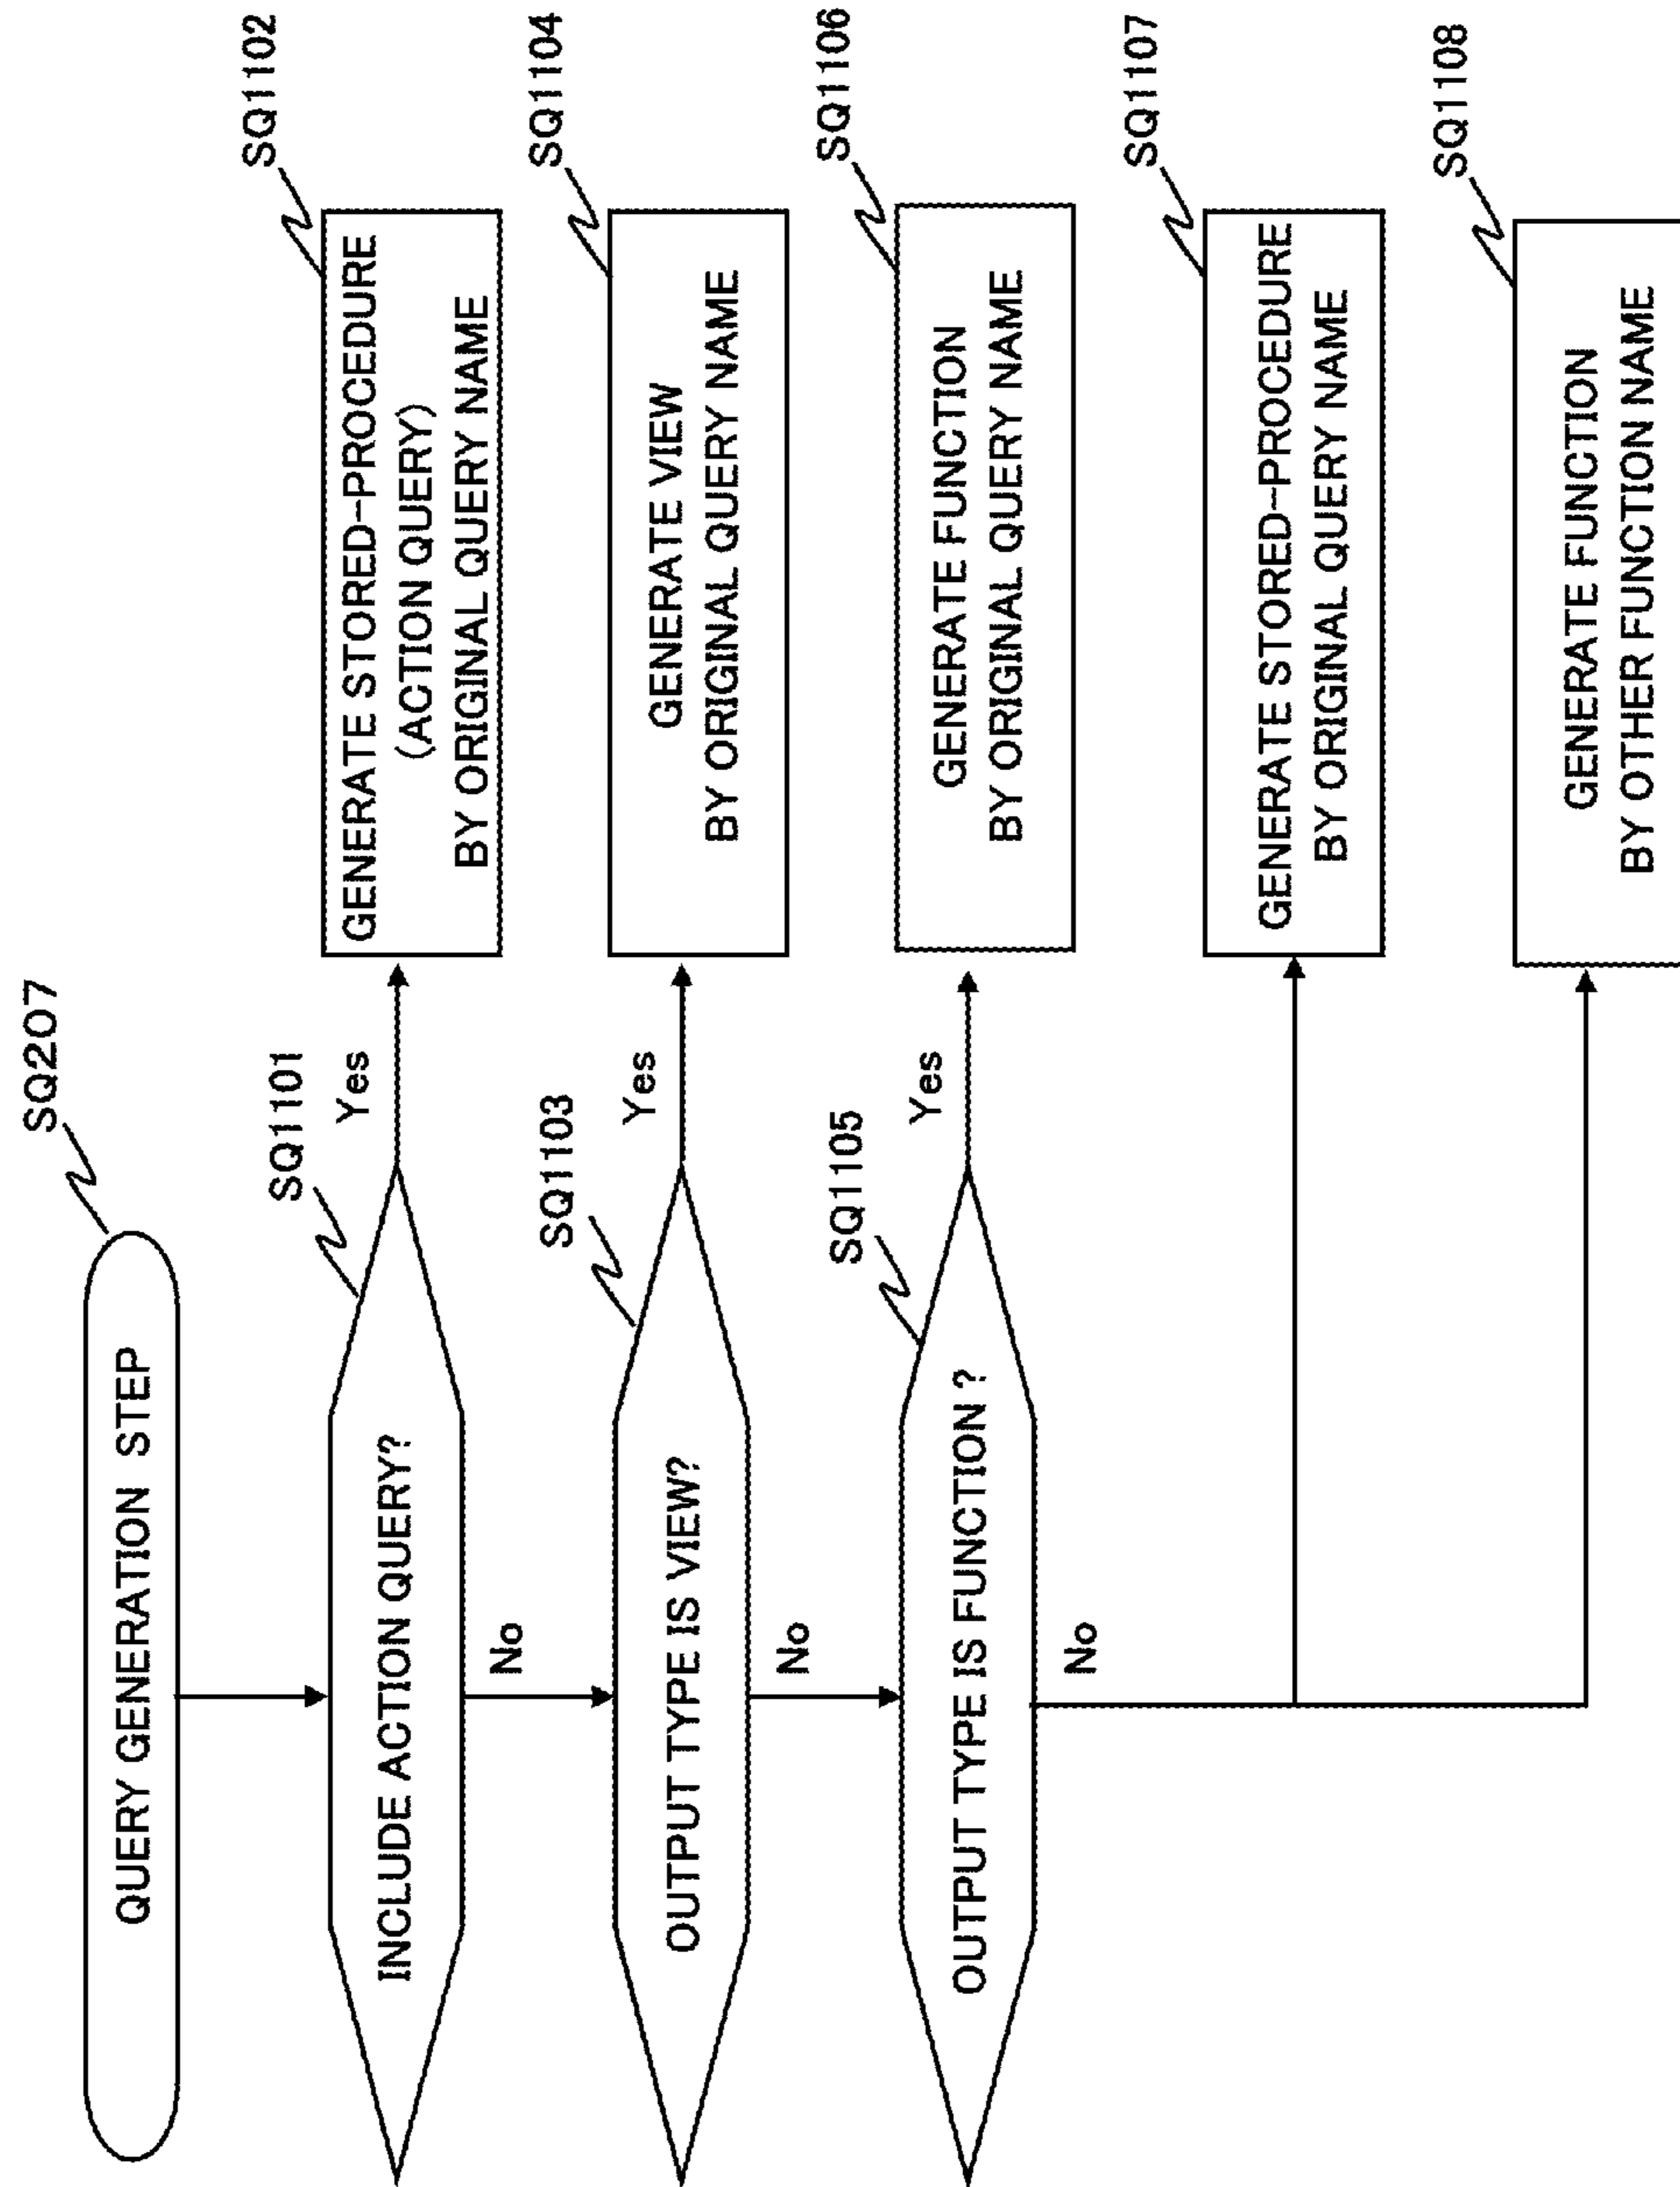 SQ207
QUERY GENERATION STEP
SQ1101
INCLUDE ACTION QUERY?
Yes
No
SQ1102
GENERATE STORED-PROCEDURE
(ACTION QUERY)
BY ORIGINAL QUERY NAME
SQ1103
OUTPUT TYPE IS VIEW?
Yes
No
SQ1104
GENERATE VIEW
BY ORIGINAL QUERY NAME
SQ1105
OUTPUT TYPE IS FUNCTION ?
Yes
No
SQ1106
GENERATE FUNCTION
BY ORIGINAL QUERY NAME
SQ1107
GENERATE STORED-PROCEDURE
BY ORIGINAL QUERY NAME
SQ1108
GENERATE FUNCTION
BY OTHER FUNCTION NAME